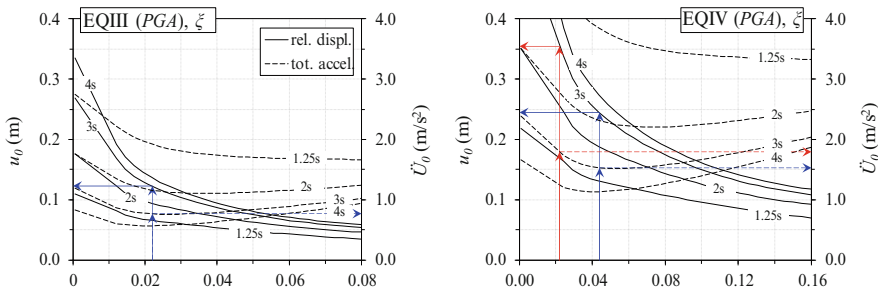 EQIII (PGA), ξ
rel. displ.
tot. accel.
0.4
0.3
0.2
0.1
0.0
u₀ (m)
4s
3s
2s
1.25s
1.25s
2s
3s
4s
4.0
3.0
2.0
1.0
0.0
Ü₀ (m/s²)
0
0.02
0.04
0.06
0.08
EQIV (PGA), ξ
0.4
0.3
0.2
0.1
0.0
u₀ (m)
4s
3s
2s
1.25s
1.25s
2s
3s
4s
4.0
3.0
2.0
1.0
0.0
Ü₀ (m/s²)
0.00
0.04
0.08
0.12
0.16